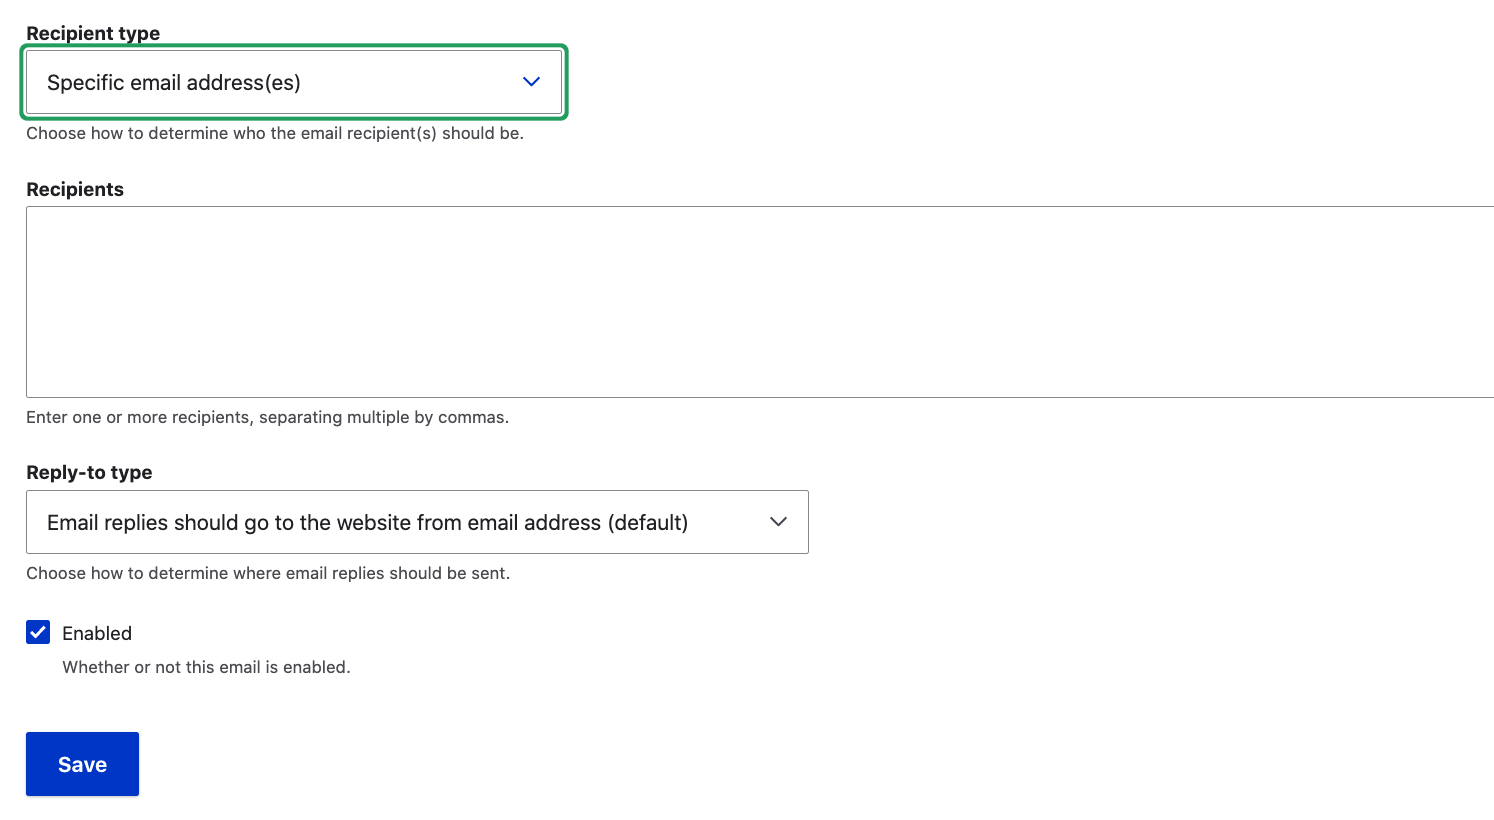 Recipient type
Specific email address(es)
Choose how to determine who the email recipient(s) should be.
Recipients
Enter one or more recipients, separating multiple by commas.
Reply-to type
Email replies should go to the website from email address (default)
Choose how to determine where email replies should be sent.
Enabled
Whether or not this email is enabled.
Save